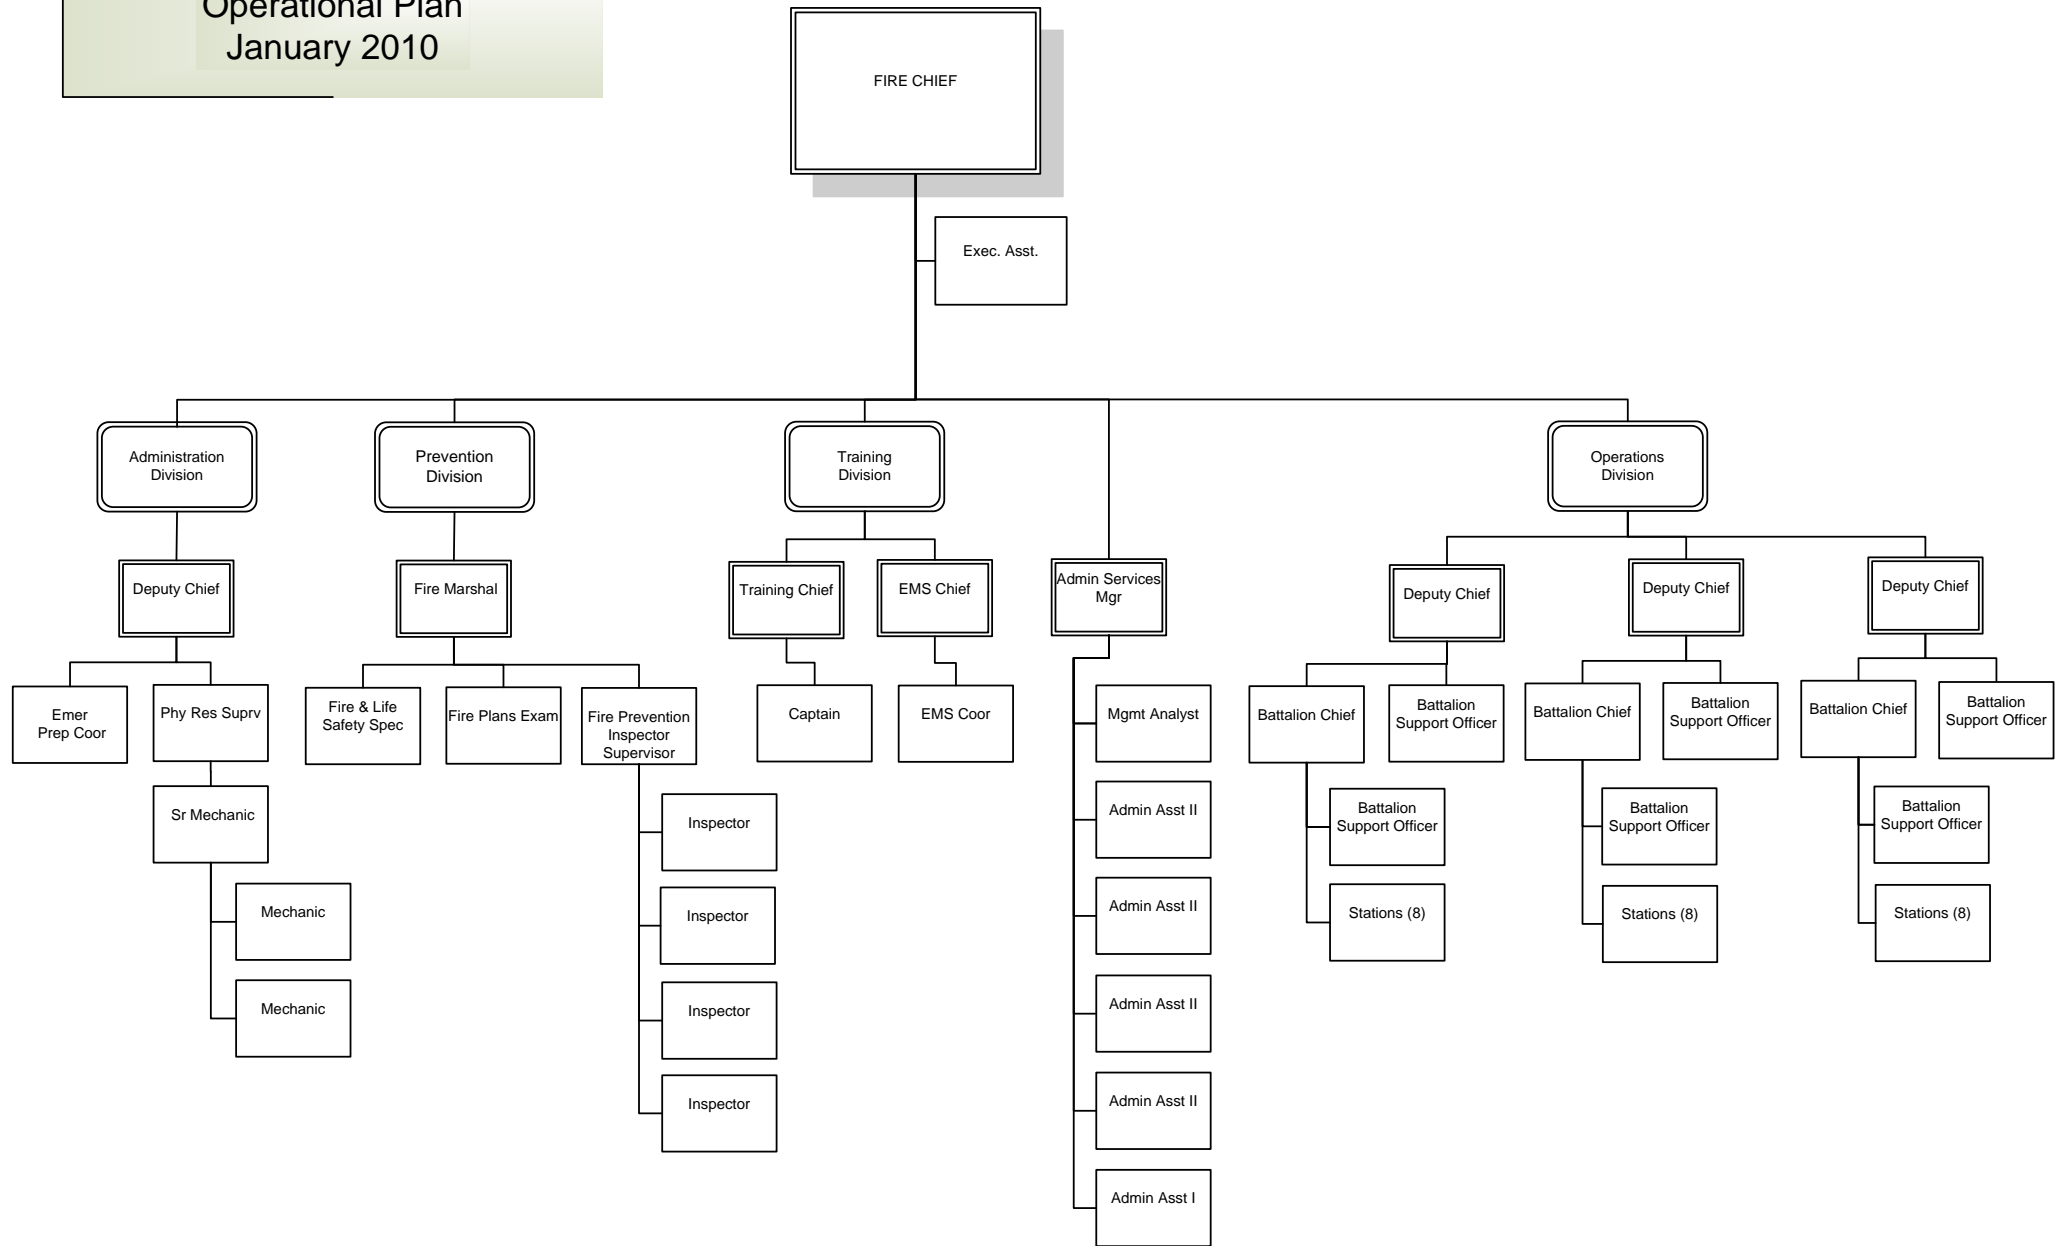 Operational Plan
January 2010
FIRE CHIEF
Exec. Asst.
Administration
Division
Prevention
Division
Training
Division
Operations
Division
Deputy Chief
Fire Marshal
Training Chief
EMS Chief
Admin Services
Mgr
Deputy Chief
Deputy Chief
Deputy Chief
Emer
Prep Coor
Phy Res Suprv
Fire & Life
Safety Spec
Fire Plans Exam
Fire Prevention
Inspector
Supervisor
Captain
EMS Coor
Mgmt Analyst
Battalion Chief
Battalion
Support Officer
Battalion Chief
Battalion
Support Officer
Battalion Chief
Battalion
Support Officer
Sr Mechanic
Inspector
Admin Asst II
Battalion
Support Officer
Battalion
Support Officer
Battalion
Support Officer
Mechanic
Inspector
Admin Asst II
Stations (8)
Stations (8)
Stations (8)
Mechanic
Inspector
Admin Asst II
Inspector
Admin Asst II
Admin Asst I